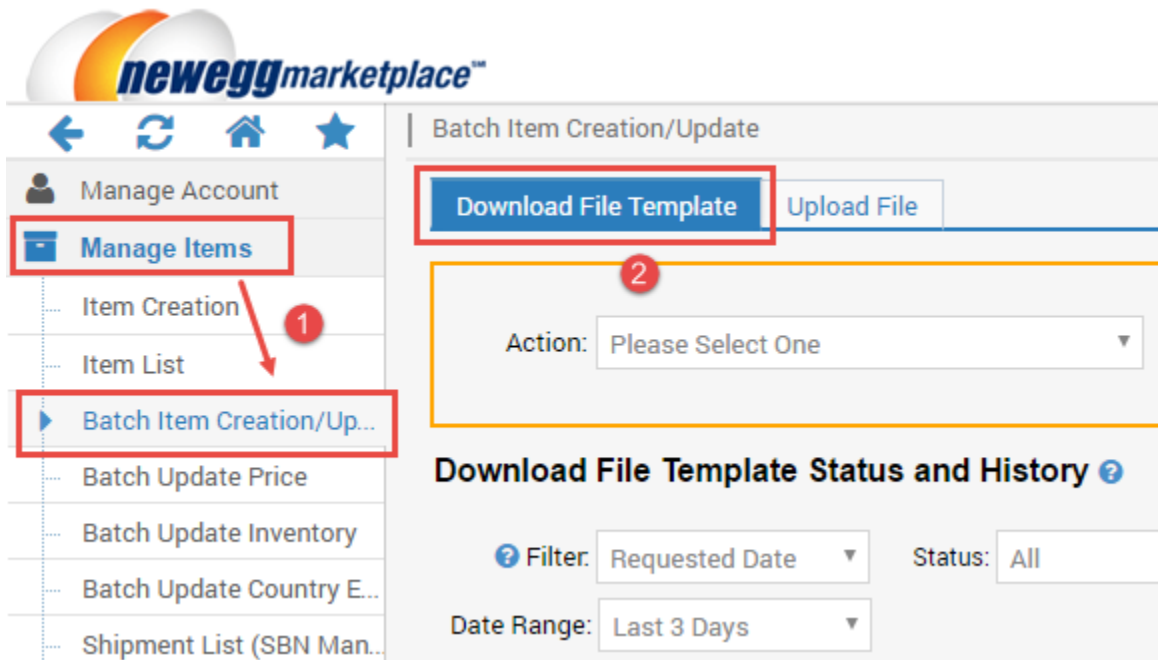 neweggmarketplace™
Batch Item Creation/Update
Manage Account
Manage Items
Item Creation
1
Item List
Batch Item Creation/Up...
Batch Update Price
Batch Update Inventory
Batch Update Country E...
Shipment List (SBN Man...
Download File Template
Upload File
2
Action: Please Select One
Download File Template Status and History ?
? Filter: Requested Date Status: All
Date Range: Last 3 Days